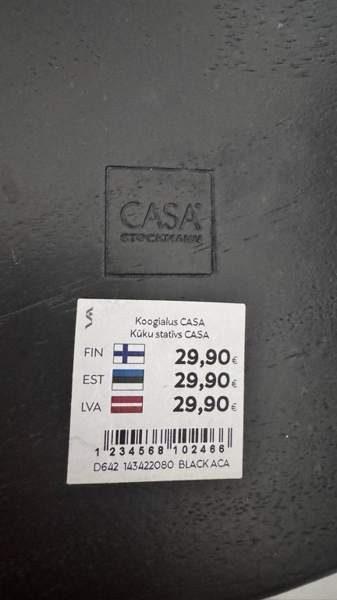 CASA
STOCKMANN
Koogialus CASA
Kūku statīvs CASA
FIN 29,90€
EST 29,90€
LVA 29,90€
1 234568 102466
D642 143422080 BLACK ACA